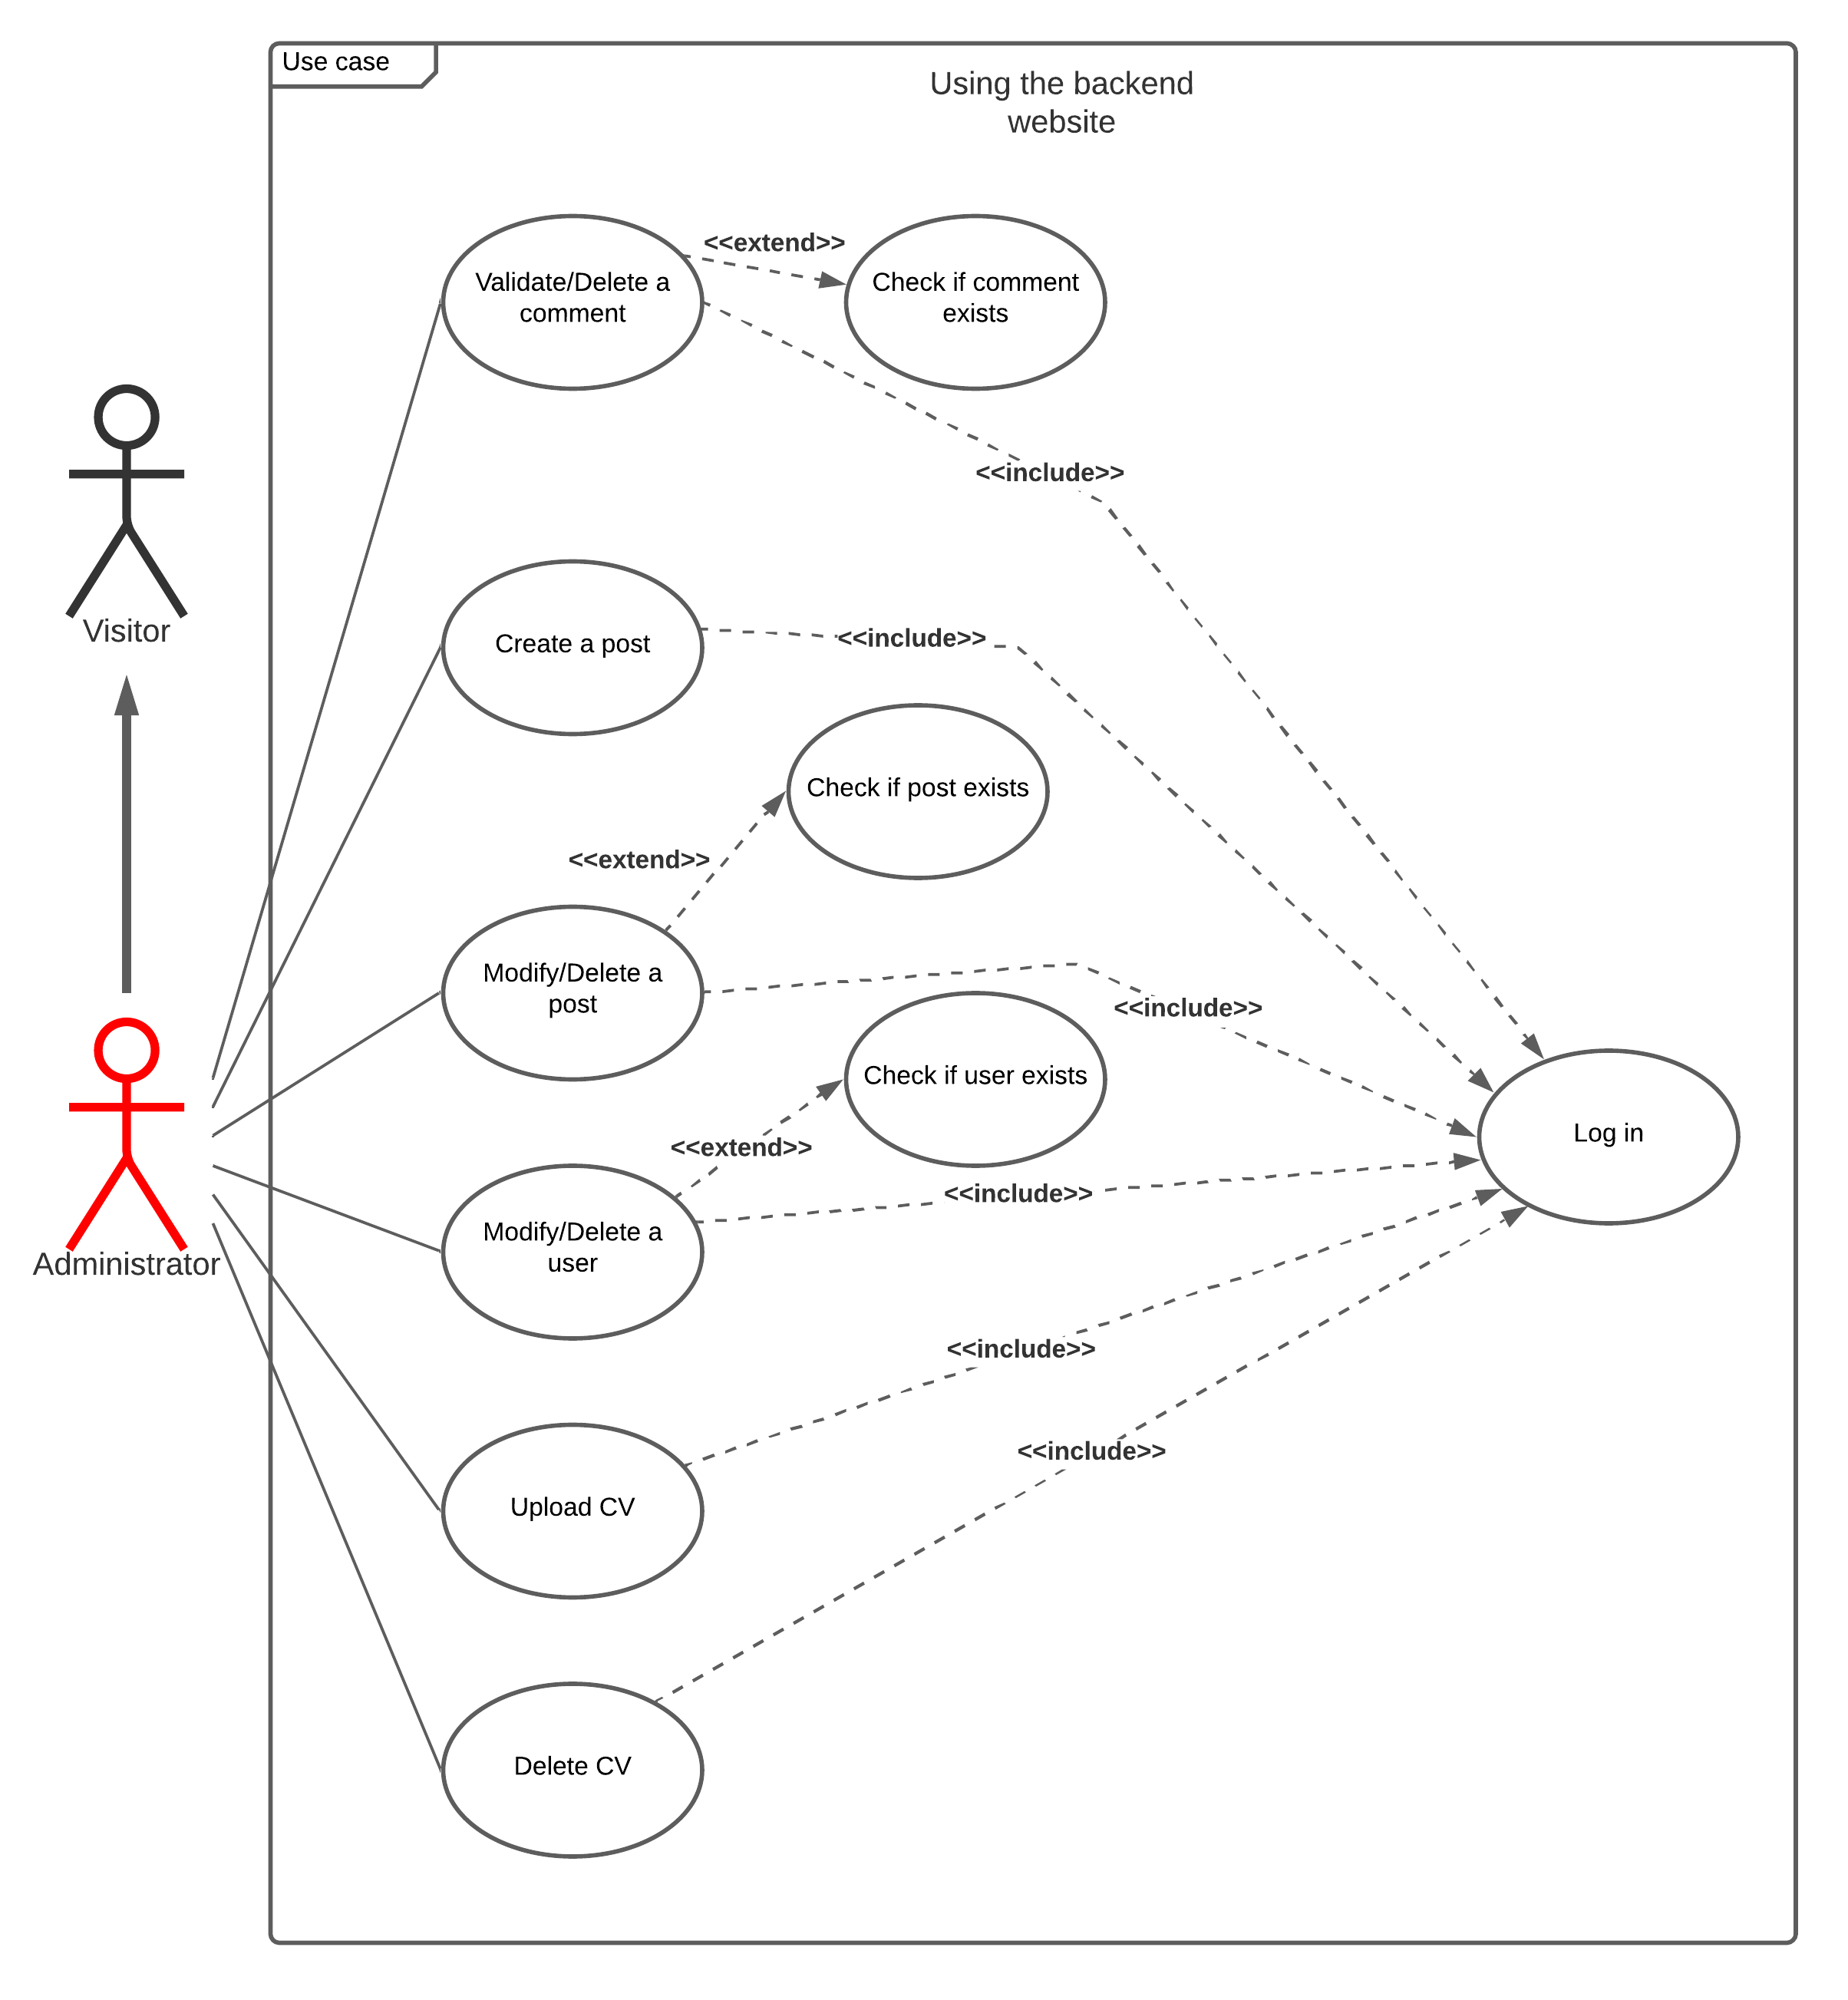 Use case
Using the backend
website
Validate/Delete a
comment
<<extend>>
Check if comment
exists
<<include>>
Visitor
Create a post
<<include>>
Check if post exists
<<extend>>
Modify/Delete a
post
<<include>>
Check if user exists
<<extend>>
Log in
Administrator
Modify/Delete a
user
<<include>>
<<include>>
Upload CV
<<include>>
Delete CV